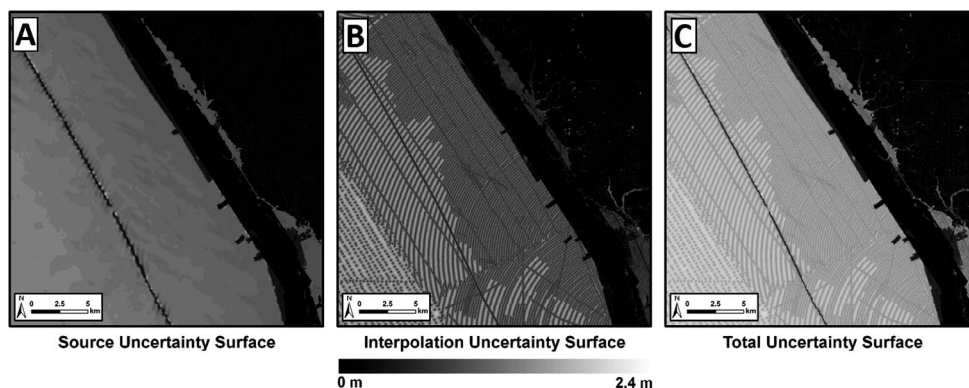 A
B
C
N
0 2.5 5
km
N
0 2.5 5
km
N
0 2.5 5
km
Source Uncertainty Surface
Interpolation Uncertainty Surface
Total Uncertainty Surface
0 m
2.4 m